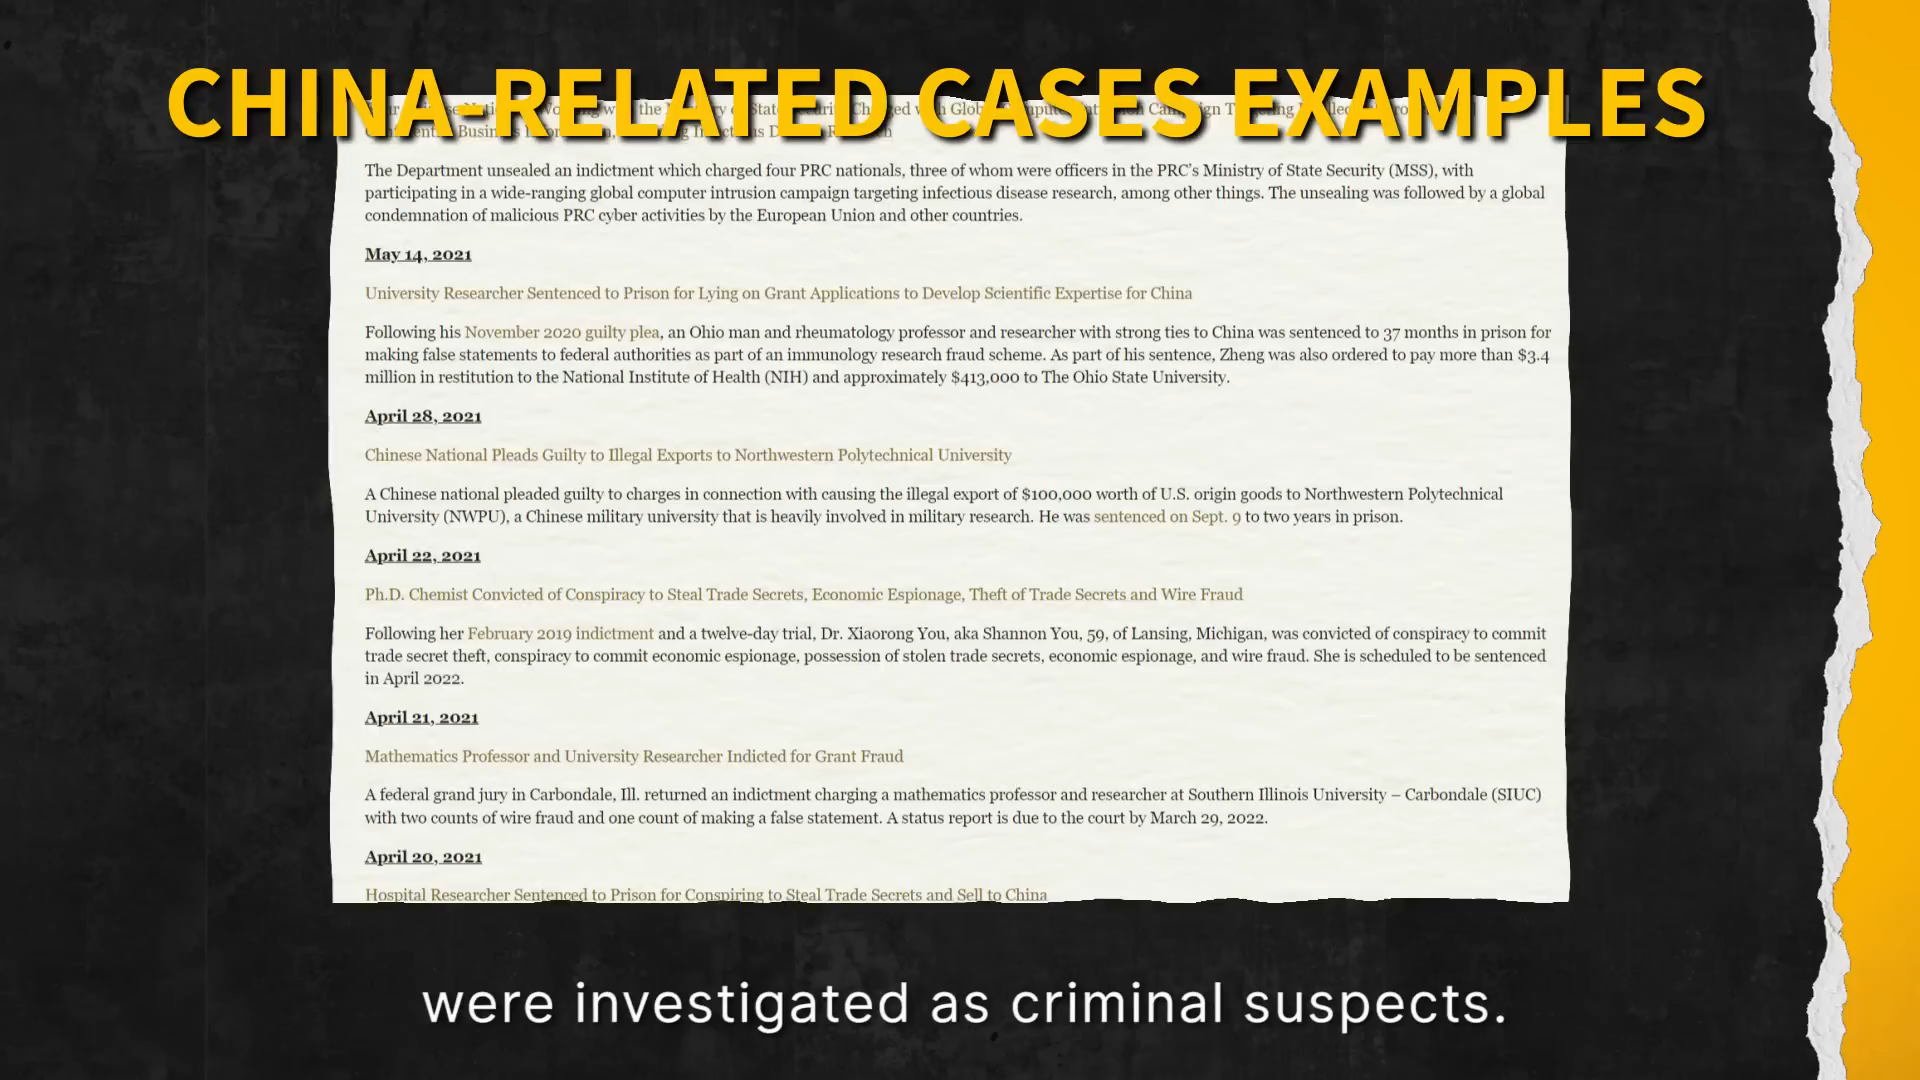 CHINA-RELATED CASES EXAMPLES
The Department unsealed an indictment which charged four PRC nationals, three of whom were officers in the PRC's Ministry of State Security (MSS), with
participating in a wide-ranging global computer intrusion campaign targeting infectious disease research, among other things. The unsealing was followed by a global
condemnation of malicious PRC cyber activities by the European Union and other countries.
May 14, 2021
University Researcher Sentenced to Prison for Lying on Grant Applications to Develop Scientific Expertise for China
Following his November 2020 guilty plea, an Ohio man and rheumatology professor and researcher with strong ties to China was sentenced to 37 months in prison for
making false statements to federal authorities as part of an immunology research fraud scheme. As part of his sentence, Zheng was also ordered to pay more than $3.4
million in restitution to the National Institute of Health (NIH) and approximately $413,000 to The Ohio State University.
April 28, 2021
Chinese National Pleads Guilty to Illegal Exports to Northwestern Polytechnical University
A Chinese national pleaded guilty to charges in connection with causing the illegal export of $100,000 worth of U.S. origin goods to Northwestern Polytechnical
University (NWPU), a Chinese military university that is heavily involved in military research. He was sentenced on Sept. 9 to two years in prison.
April 22, 2021
Ph.D. Chemist Convicted of Conspiracy to Steal Trade Secrets, Economic Espionage, Theft of Trade Secrets and Wire Fraud
Following her February 2019 indictment and a twelve-day trial, Dr. Xiaorong You, aka Shannon You, 59, of Lansing, Michigan, was convicted of conspiracy to commit
trade secret theft, conspiracy to commit economic espionage, possession of stolen trade secrets, economic espionage, and wire fraud. She is scheduled to be sentenced
in April 2022.
April 21, 2021
Mathematics Professor and University Researcher Indicted for Grant Fraud
A federal grand jury in Carbondale, Ill. returned an indictment charging a mathematics professor and researcher at Southern Illinois University – Carbondale (SIUC)
with two counts of wire fraud and one count of making a false statement. A status report is due to the court by March 29, 2022.
April 20, 2021
Hospital Researcher Sentenced to Prison for Conspiring to Steal Trade Secrets and Sell to China
were investigated as criminal suspects.